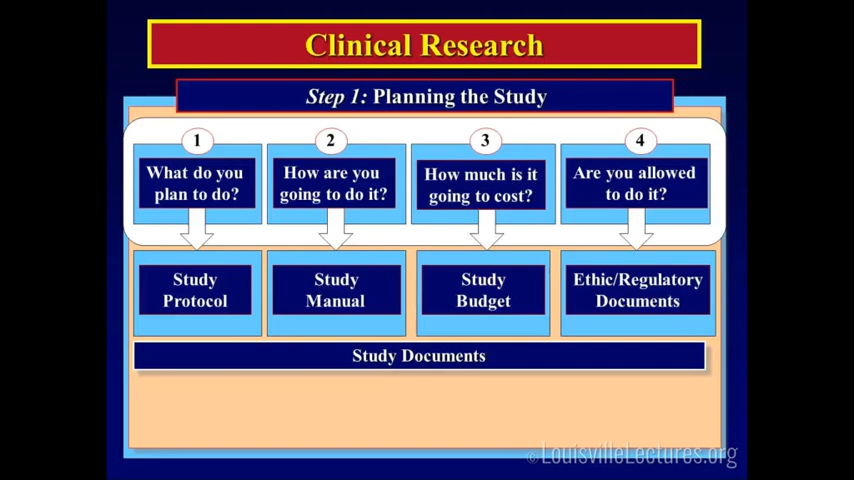 Clinical Research
Step 1: Planning the Study
1
2
3
4
What do you
plan to do?
How are you
going to do it?
How much is it
going to cost?
Are you allowed
to do it?
Study
Protocol
Study
Manual
Study
Budget
Ethic/Regulatory
Documents
Study Documents
© LouisvilleLectures.org